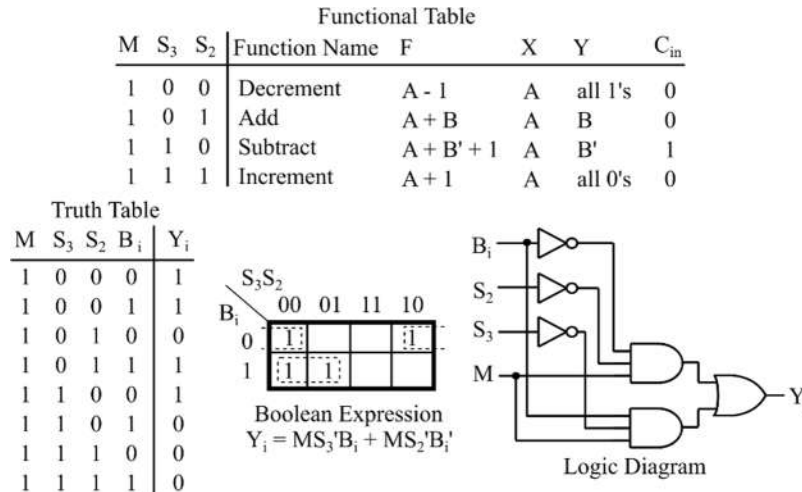 Functional Table
M S₃ S₂ Function Name F X Y Cᵢₙ
1 0 0 Decrement A - 1 A all 1's 0
1 0 1 Add A + B A B 0
1 1 0 Subtract A + B' + 1 A B' 1
1 1 1 Increment A + 1 A all 0's 0
Truth Table
M S₃ S₂ Bᵢ Yᵢ
1 0 0 0 1
1 0 0 1 1
1 0 1 0 0
1 0 1 1 1
1 1 0 0 1
1 1 0 1 0
1 1 1 0 0
1 1 1 1 0
S₃S₂
Bᵢ 00 01 11 10
0 1 1
1 1 1
Boolean Expression
Yᵢ = MS₃'Bᵢ + MS₂'Bᵢ'
Bᵢ
S₂
S₃
M
Y
Logic Diagram